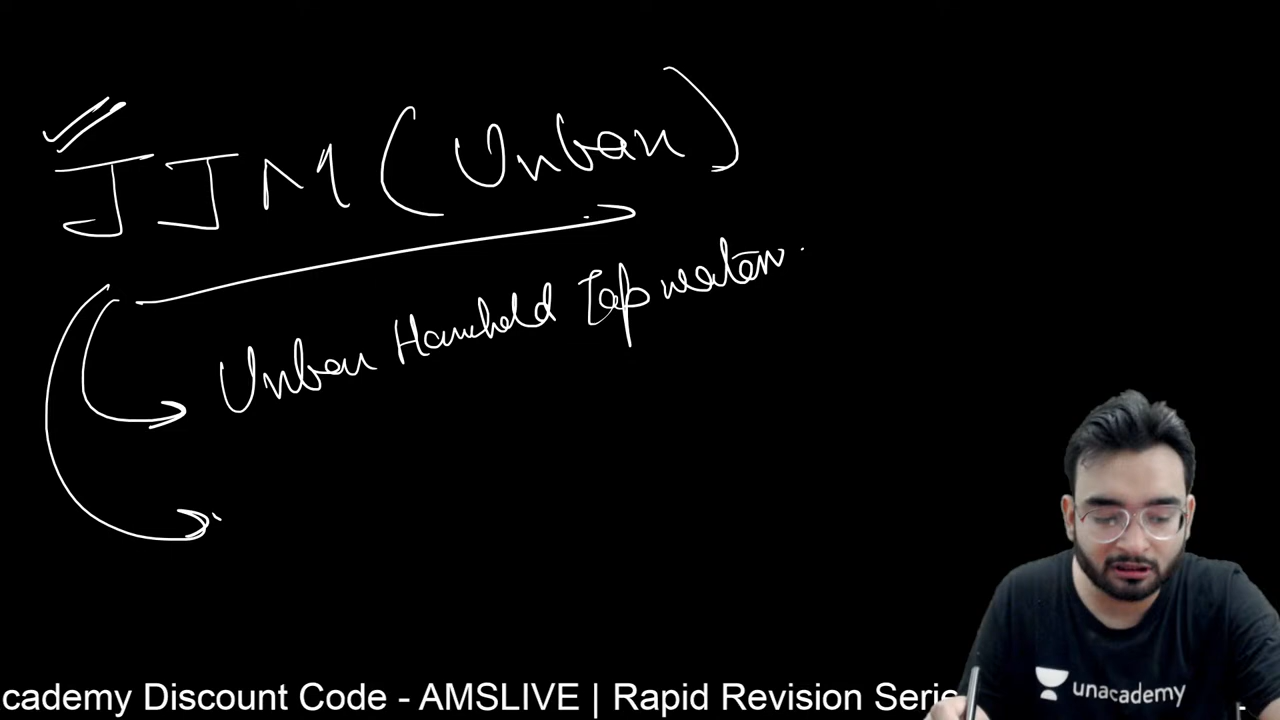 JJM (Urban)
Urban Household Tap water.
unacademy
cademy Discount Code - AMSLIVE | Rapid Revision Serie